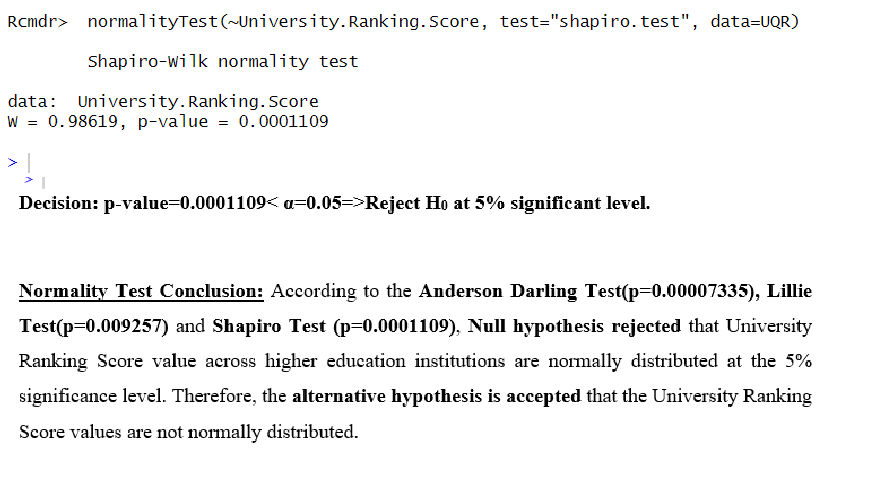 Rcmdr>  normalityTest(~University.Ranking.Score, test="shapiro.test", data=UQR)
Shapiro-Wilk normality test
data:  University.Ranking.Score
W = 0.98619, p-value = 0.0001109
>
>
Decision: p-value=0.0001109< α=0.05=>Reject H₀ at 5% significant level.
Normality Test Conclusion: According to the Anderson Darling Test(p=0.00007335), Lillie
Test(p=0.009257) and Shapiro Test (p=0.0001109), Null hypothesis rejected that University
Ranking Score value across higher education institutions are normally distributed at the 5%
significance level. Therefore, the alternative hypothesis is accepted that the University Ranking
Score values are not normally distributed.